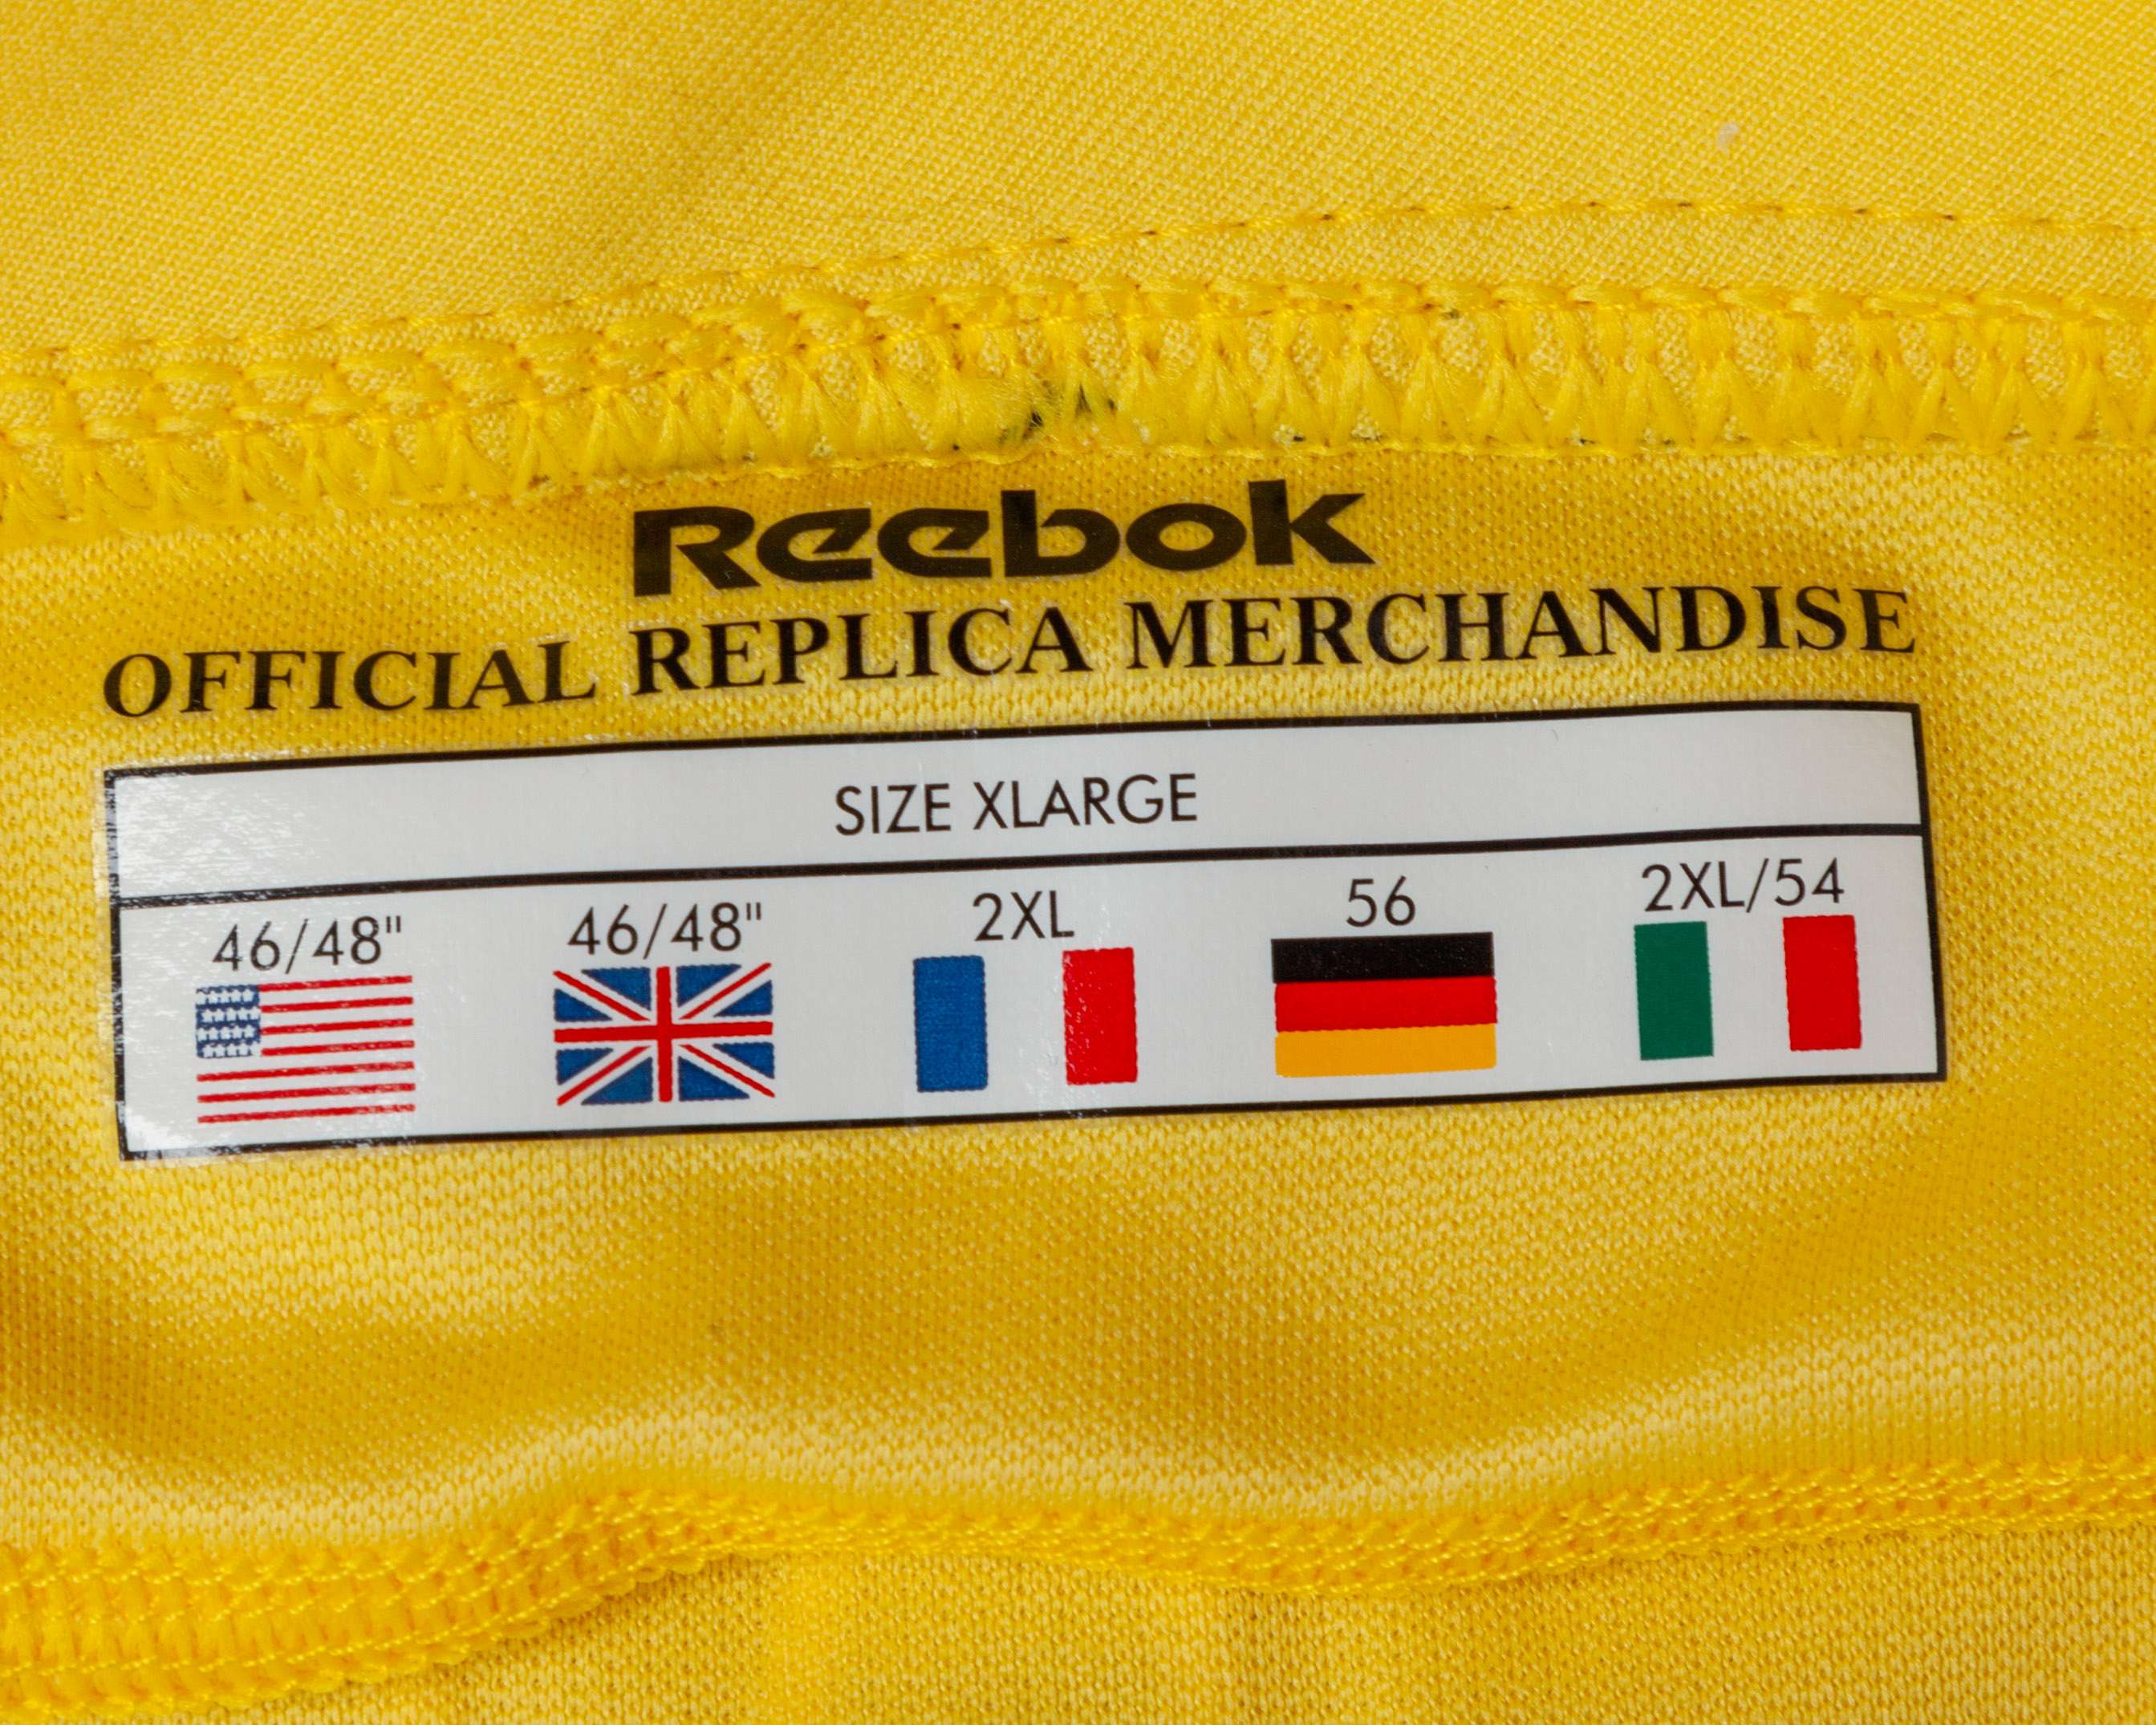 Reebok
OFFICIAL REPLICA MERCHANDISE
SIZE XLARGE
46/48" 46/48" 2XL 56 2XL/54